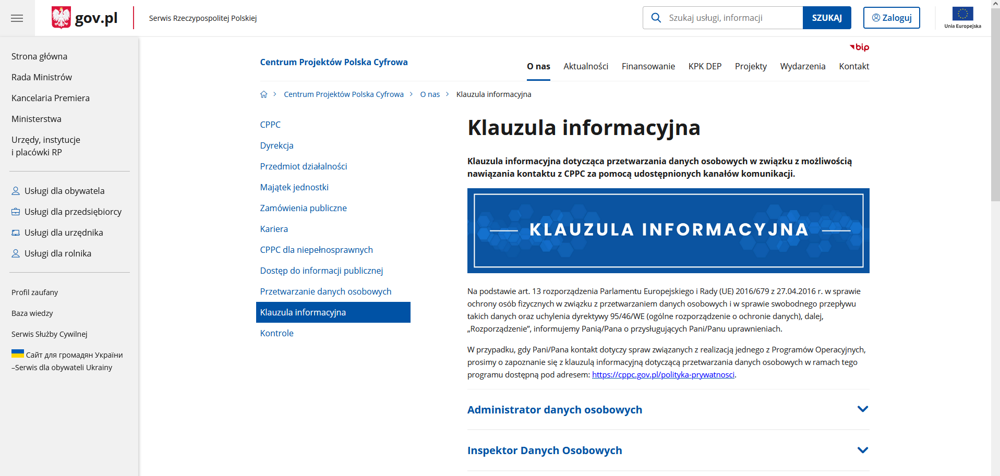 gov.pl
Serwis Rzeczypospolitej Polskiej
Szukaj usługi, informacji
SZUKAJ
Zaloguj
Unia Europejska
Strona główna
Rada Ministrów
Kancelaria Premiera
Ministerstwa
Urzędy, instytucje
i placówki RP
Usługi dla obywatela
Usługi dla przedsiębiorcy
Usługi dla urzędnika
Usługi dla rolnika
Profil zaufany
Baza wiedzy
Serwis Służby Cywilnej
Сайт для громадян України
–Serwis dla obywateli Ukrainy
bip
Centrum Projektów Polska Cyfrowa
O nas Aktualności Finansowanie KPK DEP Projekty Wydarzenia Kontakt
Centrum Projektów Polska Cyfrowa > O nas > Klauzula informacyjna
CPPC
Dyrekcja
Przedmiot działalności
Majątek jednostki
Zamówienia publiczne
Kariera
CPPC dla niepełnosprawnych
Dostęp do informacji publicznej
Przetwarzanie danych osobowych
Klauzula informacyjna
Kontrole
Klauzula informacyjna
Klauzula informacyjna dotycząca przetwarzania danych osobowych w związku z możliwością
nawiązania kontaktu z CPPC za pomocą udostępnionych kanałów komunikacji.
KLAUZULA INFORMACYJNA
Na podstawie art. 13 rozporządzenia Parlamentu Europejskiego i Rady (UE) 2016/679 z 27.04.2016 r. w sprawie
ochrony osób fizycznych w związku z przetwarzaniem danych osobowych i w sprawie swobodnego przepływu
takich danych oraz uchylenia dyrektywy 95/46/WE (ogólne rozporządzenie o ochronie danych), dalej,
„Rozporządzenie”, informujemy Panią/Pana o przysługujących Pani/Panu uprawnieniach.
W przypadku, gdy Pani/Pana kontakt dotyczy spraw związanych z realizacją jednego z Programów Operacyjnych,
prosimy o zapoznanie się z klauzulą informacyjną dotyczącą przetwarzania danych osobowych w ramach tego
programu dostępną pod adresem: https://cppc.gov.pl/polityka-prywatnosci.
Administrator danych osobowych
Inspektor Danych Osobowych